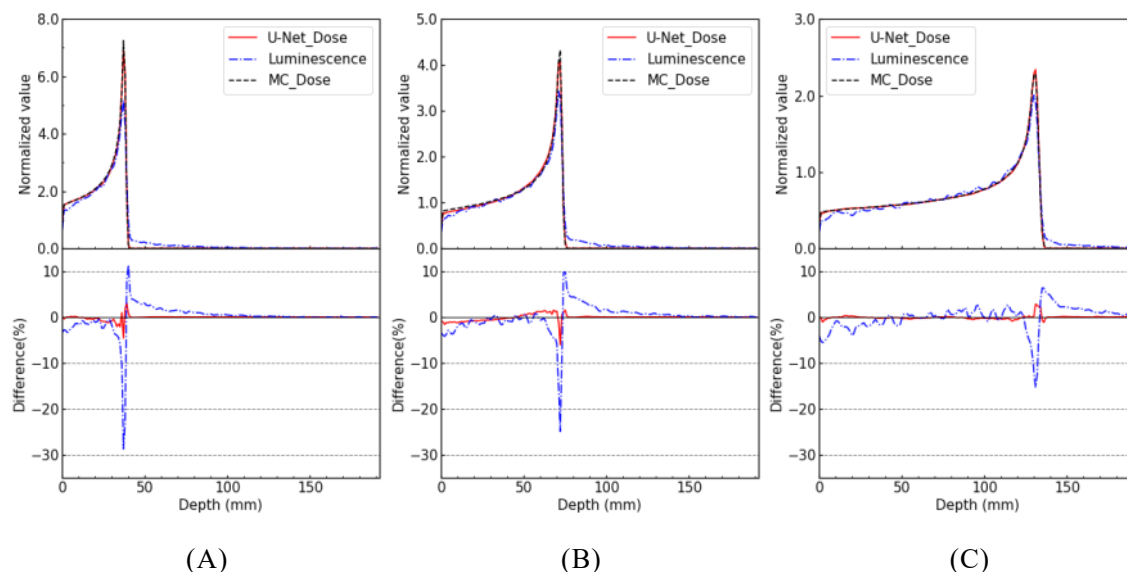 8.0
6.0
4.0
2.0
0.0
Normalized value
U-Net_Dose
Luminescence
MC_Dose
10
0
−10
−20
−30
Difference(%)
0
50
100
150
Depth (mm)
(A)
5.0
4.0
3.0
2.0
1.0
0.0
Normalized value
U-Net_Dose
Luminescence
MC_Dose
10
0
−10
−20
−30
Difference(%)
0
50
100
150
Depth (mm)
(B)
3.0
2.0
1.0
0.0
Normalized value
U-Net_Dose
Luminescence
MC_Dose
10
0
−10
−20
−30
Difference(%)
0
50
100
150
Depth (mm)
(C)